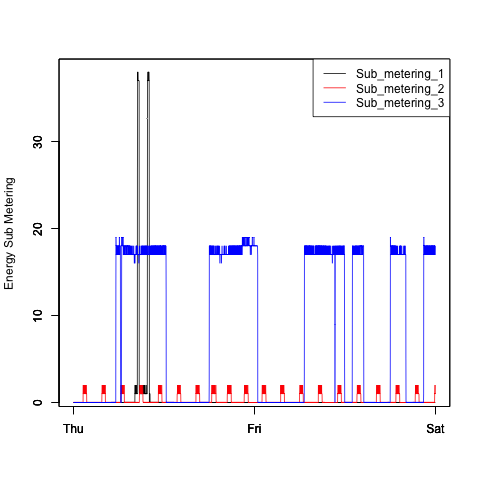 Sub_metering_1
Sub_metering_2
Sub_metering_3
Energy Sub Metering
30
20
10
0
Thu
Fri
Sat